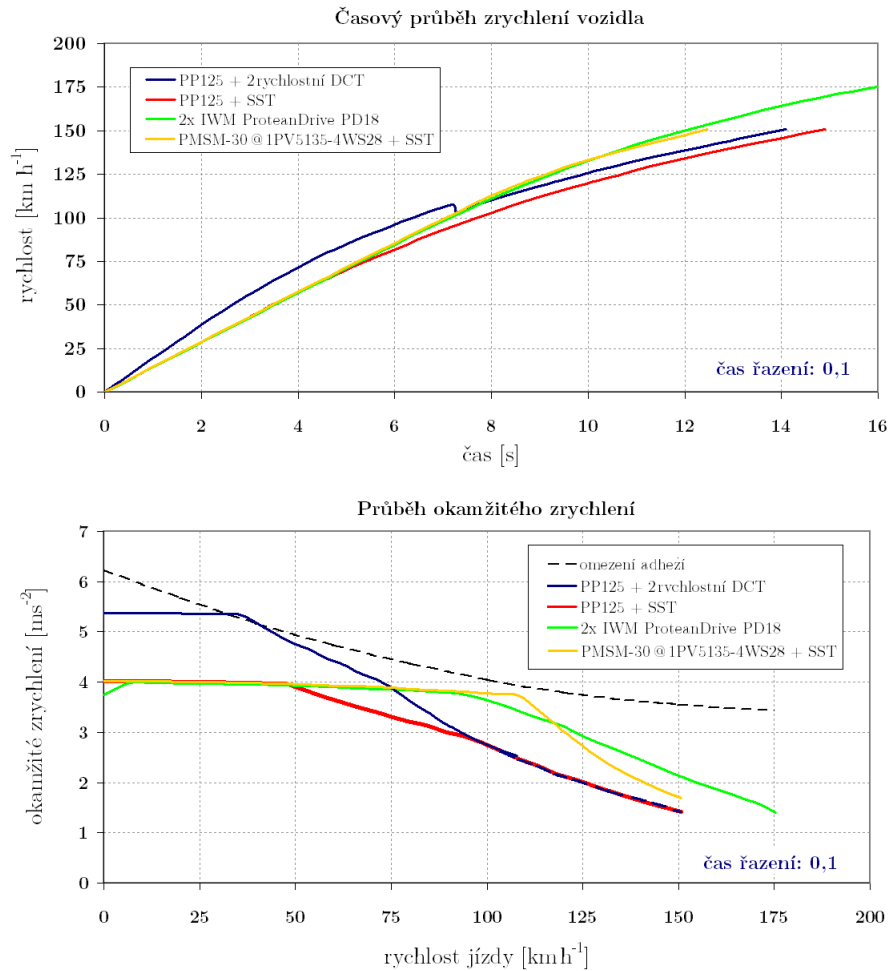 Časový průběh zrychlení vozidla
200
175
150
125
100
75
50
25
0
rychlost [km h⁻¹]
PP125 + 2rychlostní DCT
PP125 + SST
2x IWM ProteanDrive PD18
PMSM-30@1PV5135-4WS28 + SST
čas řazení: 0,1
0 2 4 6 8 10 12 14 16
čas [s]
Průběh okamžitého zrychlení
7
6
5
4
3
2
1
0
okamžité zrychlení [ms⁻²]
omezení adhezí
PP125 + 2rychlostní DCT
PP125 + SST
2x IWM ProteanDrive PD18
PMSM-30@1PV5135-4WS28 + SST
čas řazení: 0,1
0 25 50 75 100 125 150 175 200
rychlost jízdy [kmh⁻¹]